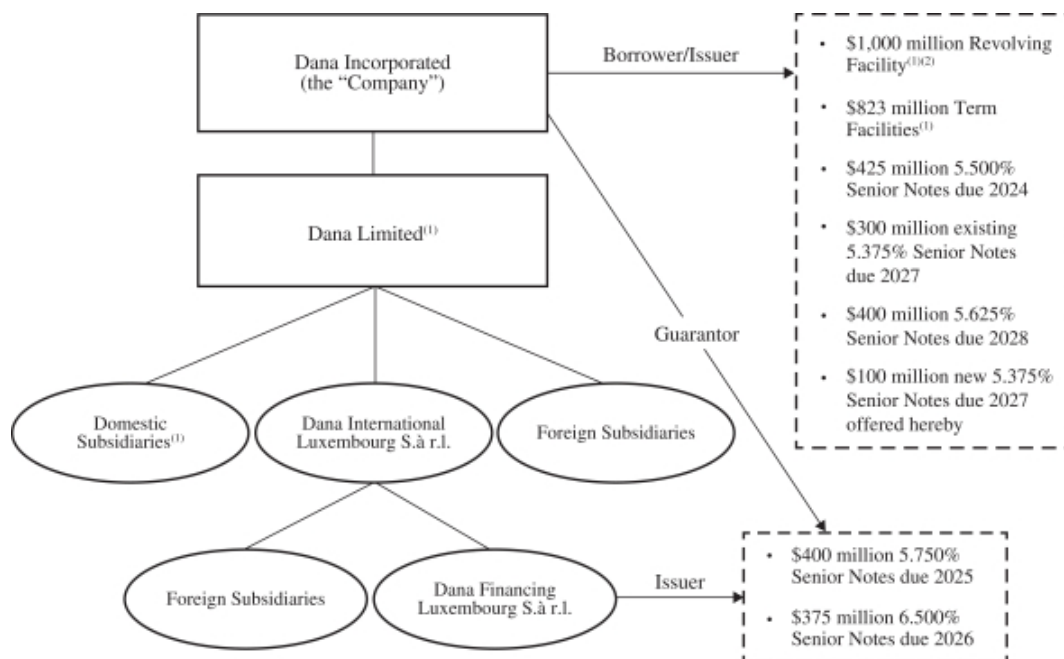 Dana Incorporated
(the “Company”)
Borrower/Issuer
• $1,000 million Revolving
Facility(1)(2)
• $823 million Term
Facilities(1)
• $425 million 5.500%
Senior Notes due 2024
• $300 million existing
5.375% Senior Notes
due 2027
• $400 million 5.625%
Senior Notes due 2028
• $100 million new 5.375%
Senior Notes due 2027
offered hereby
Dana Limited(1)
Guarantor
Domestic
Subsidiaries(1)
Dana International
Luxembourg S.à r.l.
Foreign Subsidiaries
Foreign Subsidiaries
Dana Financing
Luxembourg S.à r.l.
Issuer
• $400 million 5.750%
Senior Notes due 2025
• $375 million 6.500%
Senior Notes due 2026